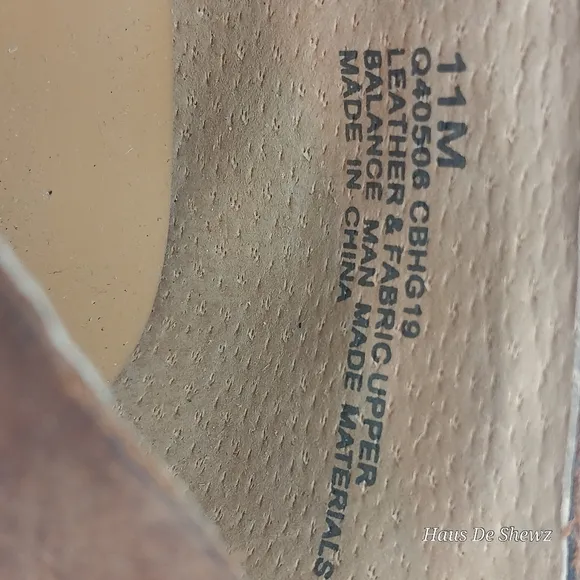 11M
Q40506 CBHG19
LEATHER & FABRIC UPPER
BALANCE MAN MADE MATERIALS
MADE IN CHINA
Haus De Shewz